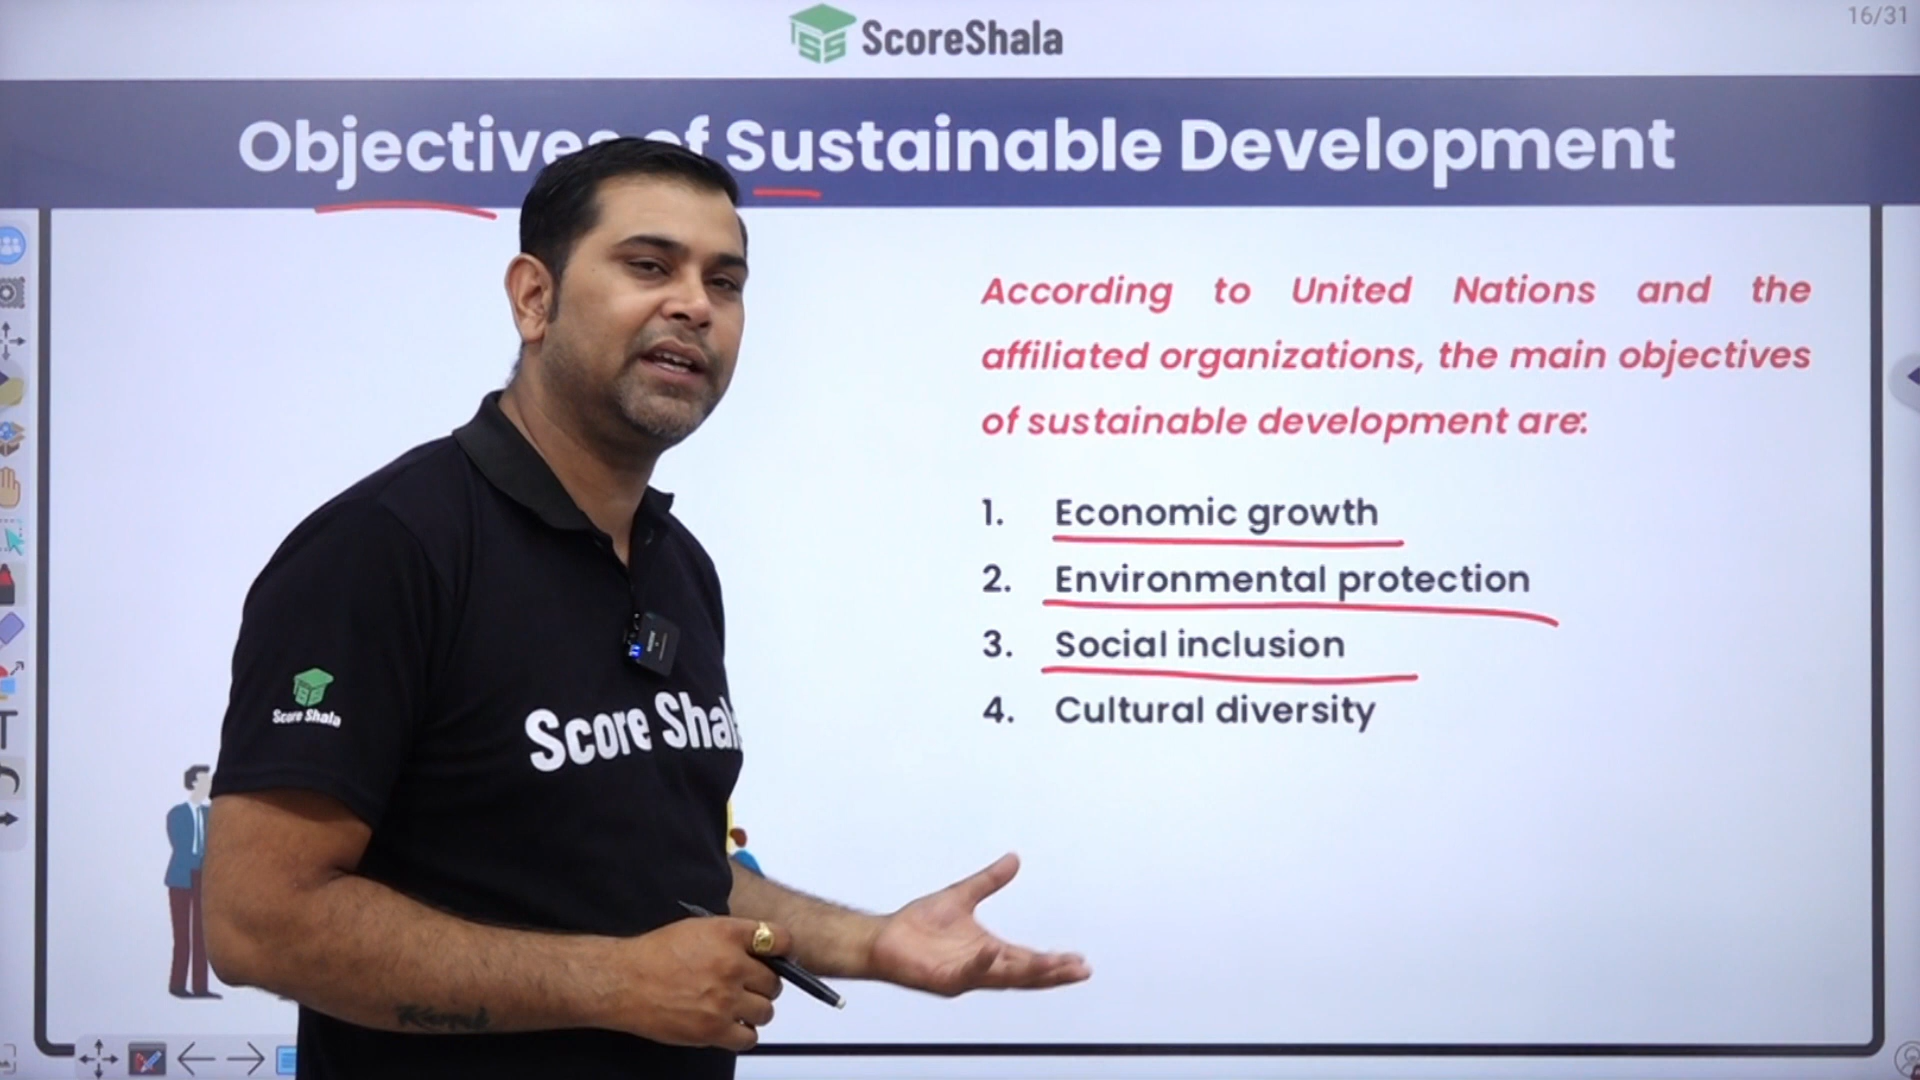 16/31
ScoreShala
Objectives of Sustainable Development
According to United Nations and the
affiliated organizations, the main objectives
of sustainable development are:
1. Economic growth
2. Environmental protection
3. Social inclusion
4. Cultural diversity
Score Shala
Score Shal